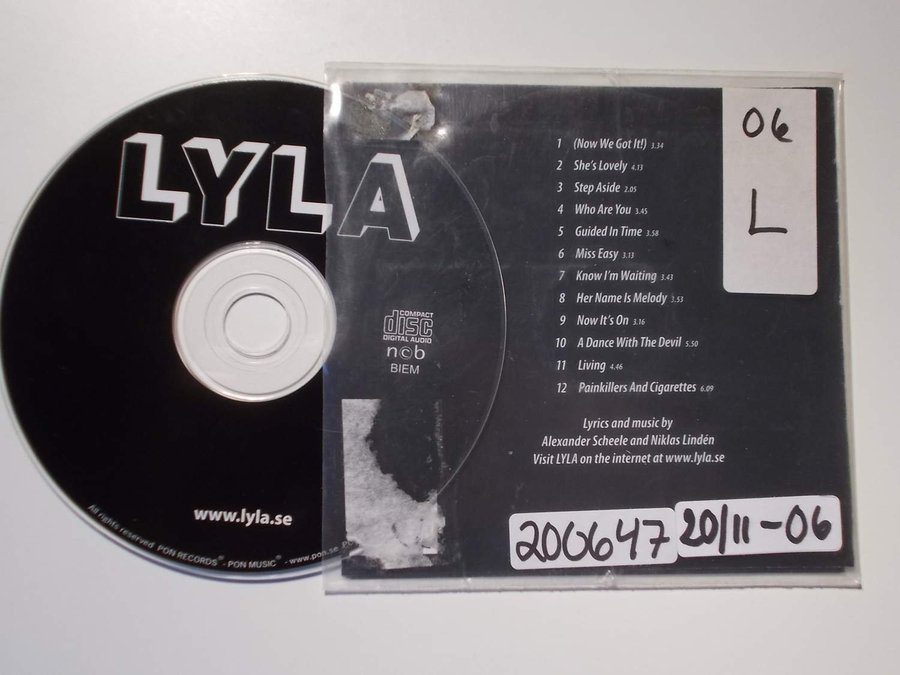 LYLA
www.lyla.se
All rights reserved PON RECORDS® - PON MUSIC® - www.pon.se
COMPACT
disc
DIGITAL AUDIO
ncb
BIEM
1 (Now We Got It!) 3.34
2 She's Lovely 4.13
3 Step Aside 2.05
4 Who Are You 3.45
5 Guided In Time 3.58
6 Miss Easy 3.13
7 Know I'm Waiting 3.43
8 Her Name Is Melody 3.53
9 Now It's On 3.16
10 A Dance With The Devil 5.50
11 Living 4.46
12 Painkillers And Cigarettes 6.09
Lyrics and music by
Alexander Scheele and Niklas Lindén
Visit LYLA on the internet at www.lyla.se
06
L
200647
20/11-06